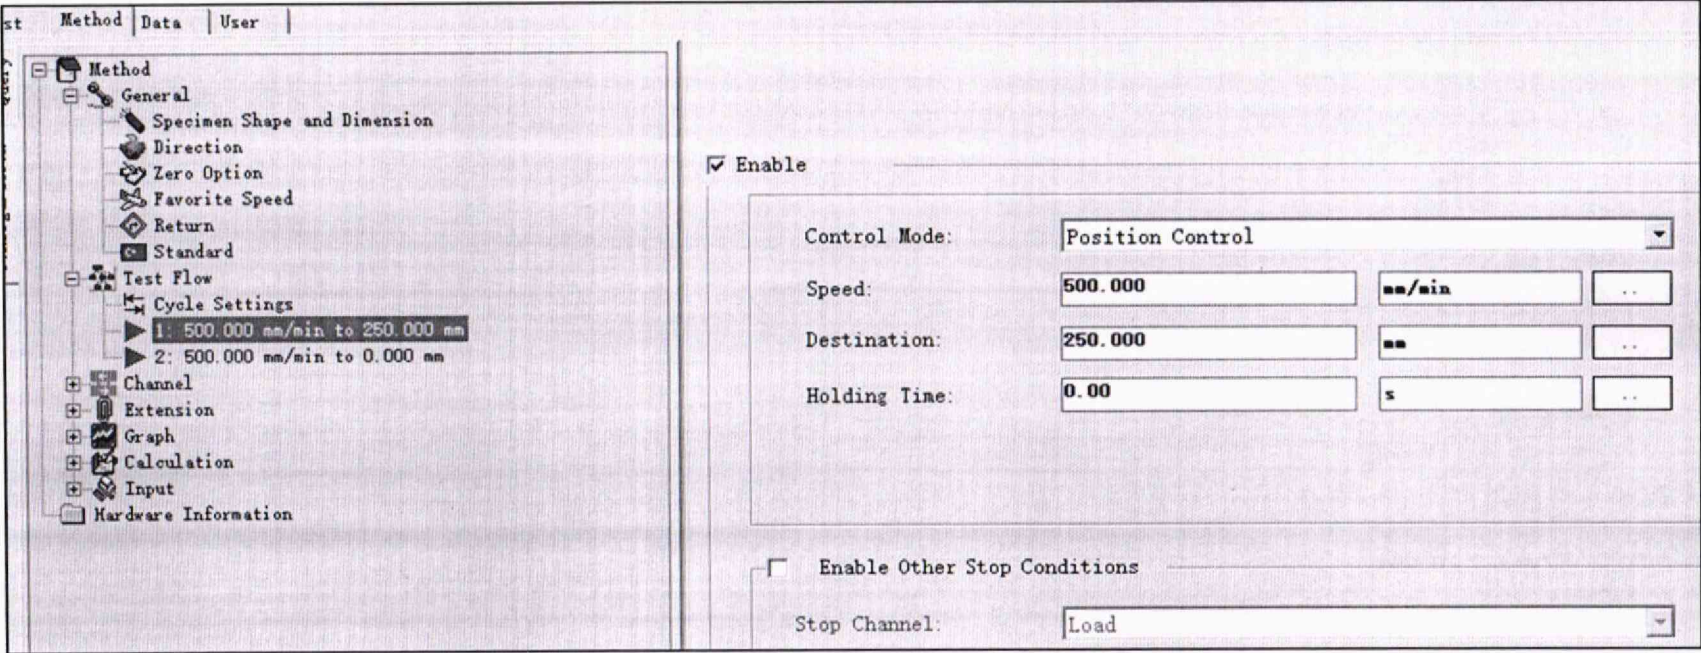 st Method Data User
Query
Method
General
Specimen Shape and Dimension
Direction
Zero Option
Favorite Speed
Return
Standard
Test Flow
Cycle Settings
1: 500.000 mm/min to 250.000 mm
2: 500.000 mm/min to 0.000 mm
Channel
Extension
Graph
Calculation
Input
Hardware Information
Enable
Control Mode: Position Control
Speed: 500.000 mm/min ..
Destination: 250.000 mm ..
Holding Time: 0.00 s ..
Enable Other Stop Conditions
Stop Channel: Load